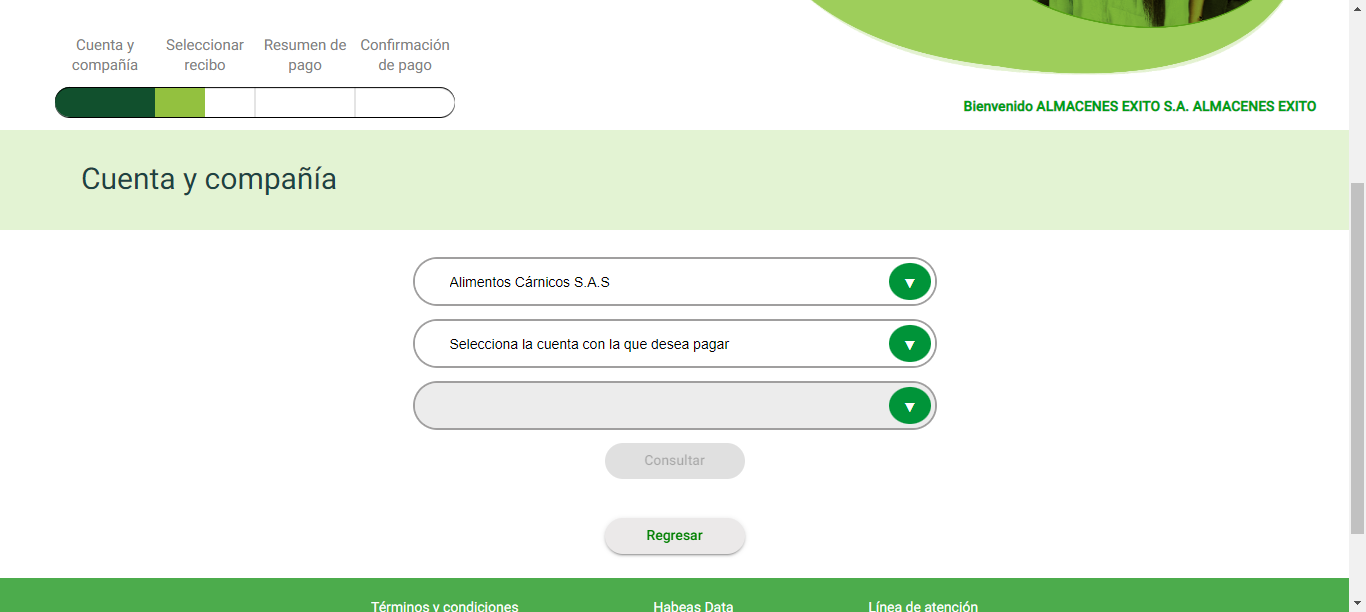 Cuenta y compañía
Seleccionar recibo
Resumen de pago
Confirmación de pago
Bienvenido ALMACENES EXITO S.A. ALMACENES EXITO
Cuenta y compañía
Alimentos Cárnicos S.A.S
Selecciona la cuenta con la que desea pagar
Consultar
Regresar
Términos y condiciones
Habeas Data
Línea de atención